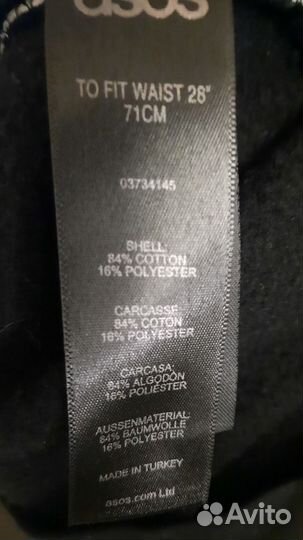 asos
TO FIT WAIST 28"
71CM
03734145
SHELL:
84% COTTON
16% POLYESTER
CARCASSE:
84% COTON
16% POLYESTER
CARCASA:
84% ALGODÓN
16% POLIÉSTER
AUSSENMATERIAL:
84% BAUMWOLLE
16% POLYESTER
MADE IN TURKEY
asos.com Ltd
Avito